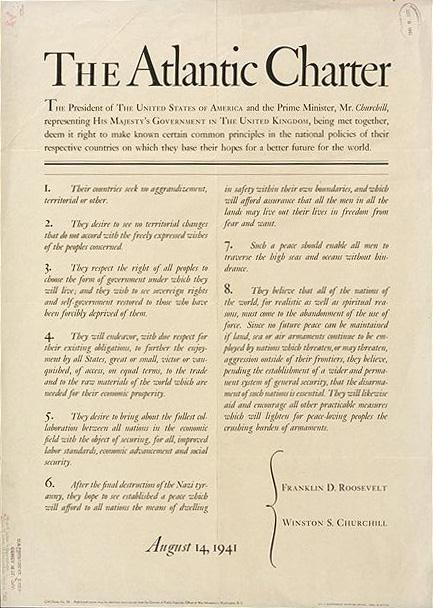 THE Atlantic Charter
THE President of THE UNITED STATES OF AMERICA and the Prime Minister, Mr. Churchill,
representing HIS MAJESTY'S GOVERNMENT IN THE UNITED KINGDOM, being met together,
deem it right to make known certain common principles in the national policies of their
respective countries on which they base their hopes for a better future for the world.
1. Their countries seek no aggrandizement,
territorial or other.
2. They desire to see no territorial changes
that do not accord with the freely expressed wishes
of the peoples concerned.
3. They respect the right of all peoples to
choose the form of government under which they
will live; and they wish to see sovereign rights
and self-government restored to those who have
been forcibly deprived of them.
4. They will endeavor, with due respect for
their existing obligations, to further the enjoy-
ment by all States, great or small, victor or van-
quished, of access, on equal terms, to the trade
and to the raw materials of the world which are
needed for their economic prosperity.
5. They desire to bring about the fullest col-
laboration between all nations in the economic
field with the object of securing, for all, improved
labor standards, economic advancement and social
security.
6. After the final destruction of the Nazi tyr-
anny, they hope to see established a peace which
will afford to all nations the means of dwelling
in safety within their own boundaries, and which
will afford assurance that all the men in all the
lands may live out their lives in freedom from
fear and want.
7. Such a peace should enable all men to
traverse the high seas and oceans without hin-
drance.
8. They believe that all of the nations of
the world, for realistic as well as spiritual rea-
sons, must come to the abandonment of the use of
force. Since no future peace can be maintained
if land, sea or air armaments continue to be em-
ployed by nations which threaten, or may threaten,
aggression outside of their frontiers, they believe,
pending the establishment of a wider and perma-
nent system of general security, that the disarma-
ment of such nations is essential. They will likewise
aid and encourage all other practicable measures
which will lighten for peace-loving peoples the
crushing burden of armaments.
FRANKLIN D. ROOSEVELT
WINSTON S. CHURCHILL
August 14, 1941